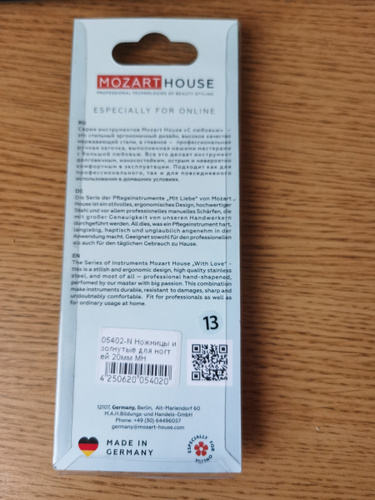 MOZART HOUSE
PROFESSIONAL TECHNOLOGIES OF BEAUTY STYLING
ESPECIALLY FOR ONLINE
RU
Серия инструментов Mozart House «С любовью» –
это стильный эргономичный дизайн, высокое качество
нержавеющей стали, а главное – профессиональная
ручная заточка, выполненная нашими мастерами
с большой любовью. Все это делает инструмент
долговечным, износостойким, острым и невероятно
комфортным в эксплуатации. Подходит как для
профессионального, так и для повседневного
использования в домашних условиях.
DE
Die Serie der Pflegeinstrumente „Mit Liebe" von Mozart
House ist ein stilvolles, ergonomisches Design, hochwertiger
Stahl und vor allem professionelles manuelles Schärfen, die
mit großer Genauigkeit von unseren Handwerkern
durchgeführt werden. All dies, was ein Pflegeinstrument hart,
langlebig, haptisch und unglaublich angenehm in der
Anwendung macht. Geeignet sowohl für den professionellen
als auch für den täglichen Gebrauch zu Hause.
EN
The Series of Instruments Mozart House „With Love" –
this is a stylish and ergonomic design, high quality stainless
steel, and most of all – professional hand-shapened,
perfomed by our master with big passion. This combination
make instruments durable, resistant to damages, sharp and
undoubtably comfortable. Fit for professionals as well as
for ordinary usage at home.
13
05402-N Ножницы и
зогнутые для ногт
ей 20мм MH
4 250620 054020
12107, Germany, Berlin, Alt-Mariendorf 60
M.A.H.Bildungs-und Handels-GmbH
Phone: +49 (30) 64496057
germany@mozart-house.com
MADE IN
GERMANY
ESPECIALLY FOR
ONLINE